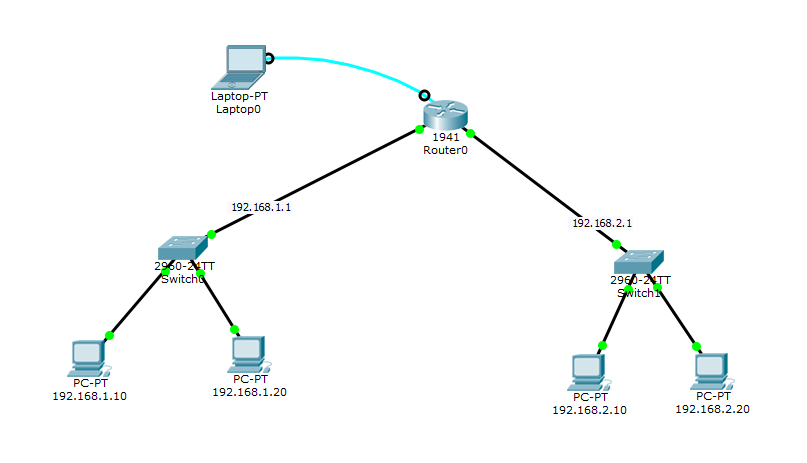 Laptop-PT
Laptop0
1941
Router0
192.168.1.1
192.168.2.1
2960-24TT
Switch0
2960-24TT
Switch1
PC-PT
192.168.1.10
PC-PT
192.168.1.20
PC-PT
192.168.2.10
PC-PT
192.168.2.20